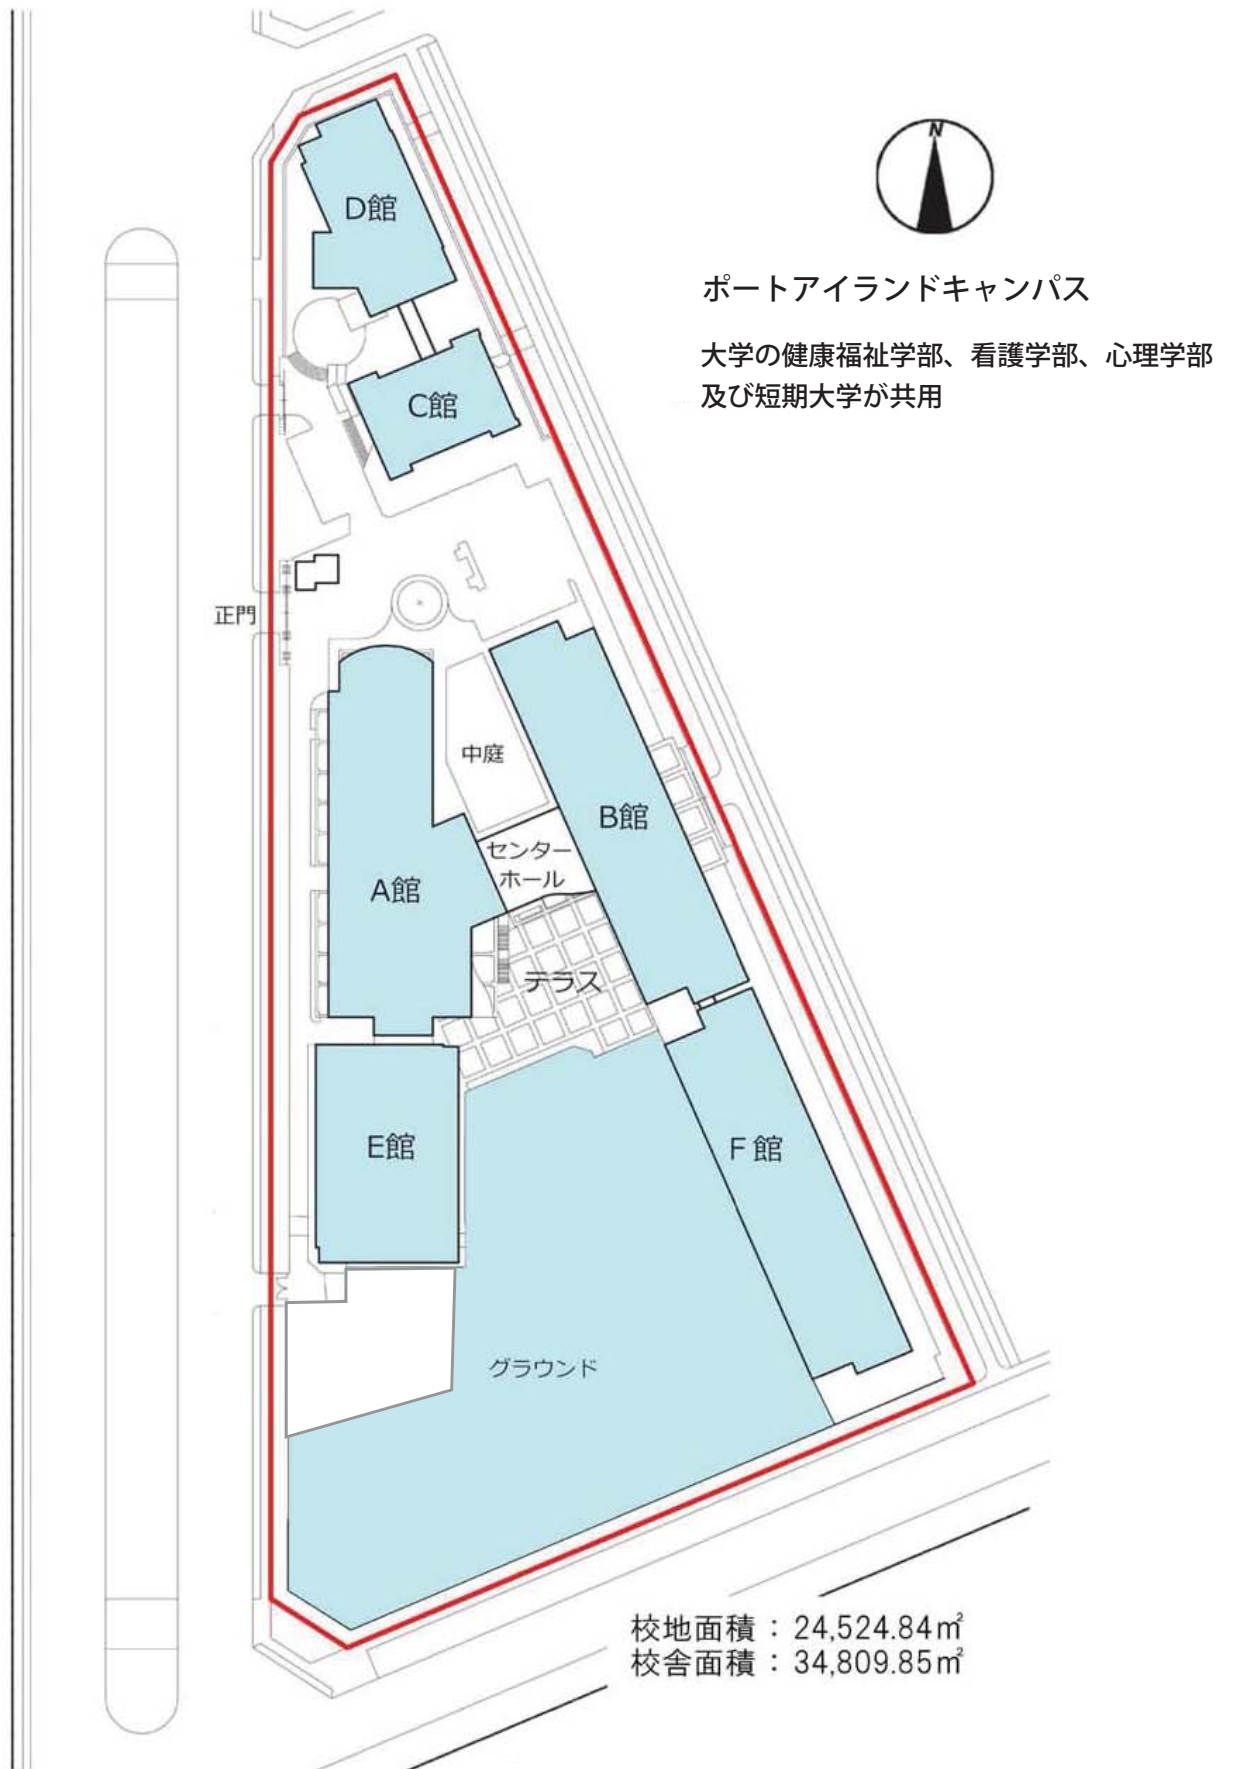 N
ポートアイランドキャンパス
大学の健康福祉学部、看護学部、心理学部
及び短期大学が共用
D館
C館
正門
中庭
B館
センター
ホール
A館
テラス
E館
F館
グラウンド
校地面積：24,524.84㎡
校舎面積：34,809.85㎡